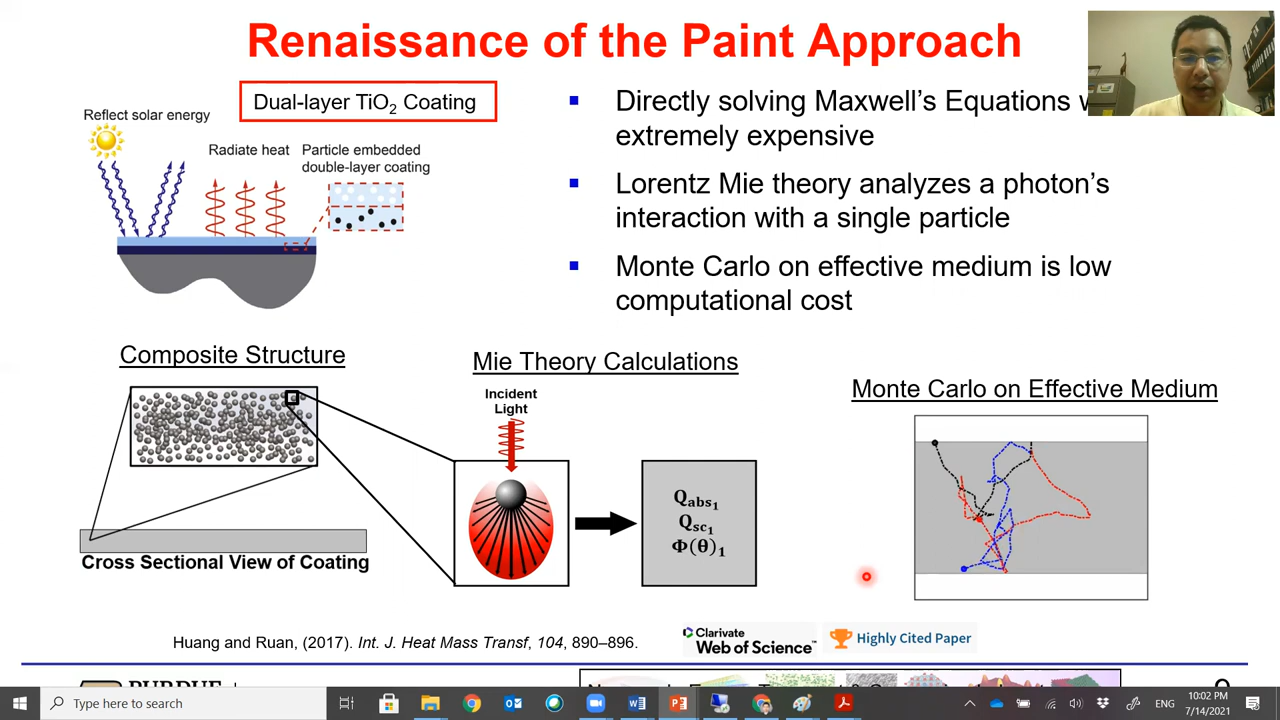 Renaissance of the Paint Approach
Dual-layer TiO₂ Coating
Reflect solar energy
Radiate heat
Particle embedded
double-layer coating
Directly solving Maxwell's Equations
extremely expensive
Lorentz Mie theory analyzes a photon's
interaction with a single particle
Monte Carlo on effective medium is low
computational cost
Composite Structure
Mie Theory Calculations
Monte Carlo on Effective Medium
Incident
Light
Q_abs₁
Q_sc₁
Φ(θ)₁
Cross Sectional View of Coating
Huang and Ruan, (2017). Int. J. Heat Mass Transf, 104, 890–896.
Clarivate
Web of Science™
Highly Cited Paper
PURDUE
Type here to search
ENG
10:02 PM
7/14/2021